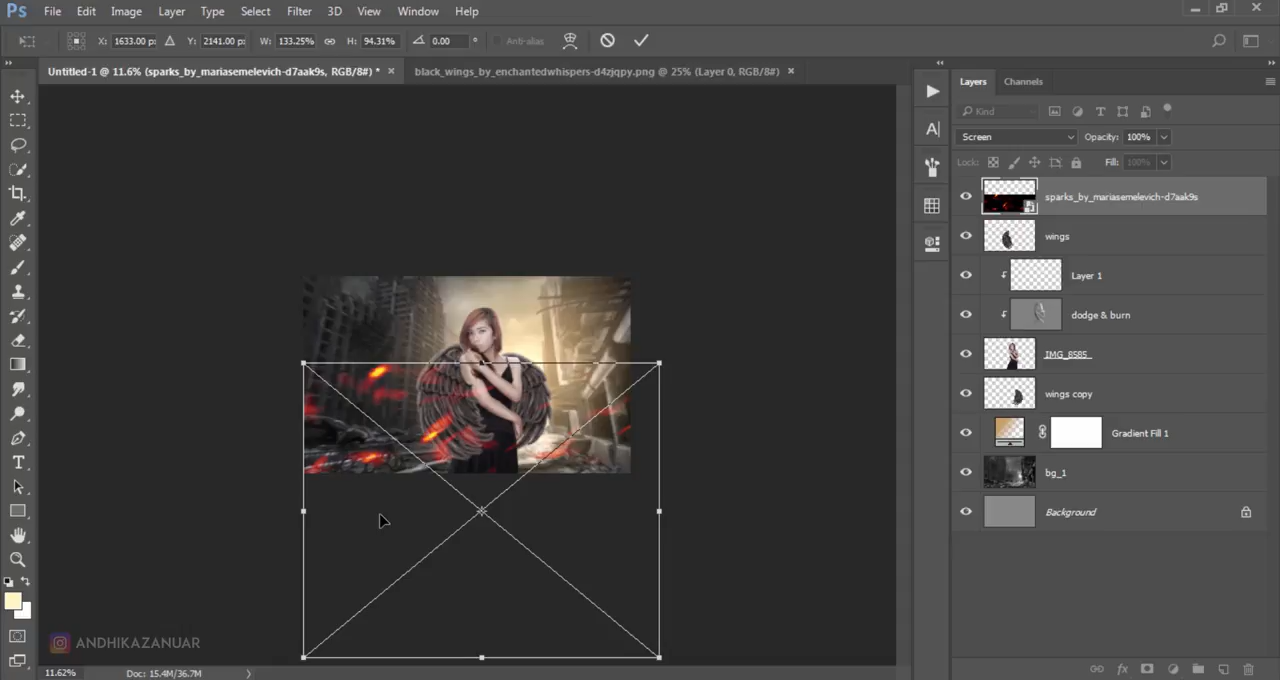 Ps File Edit Image Layer Type Select Filter 3D View Window Help
X: 1633.00 p: Y: 2141.00 p: W: 133.25% H: 94.31% 0.00 ° Anti-alias
Untitled-1 @ 11.6% (sparks_by_mariasemelevich-d7aak9s, RGB/8#) * × black_wings_by_enchantedwhispers-d4zjqpy.png @ 25% (Layer 0, RGB/8#) ×
Layers Channels
Kind
Screen Opacity: 100%
Lock: Fill: 100%
sparks_by_mariasemelevich-d7aak9s
wings
Layer 1
dodge & burn
IMG_8585
wings copy
Gradient Fill 1
bg_1
Background
ANDHIKAZANUAR
11.62% Doc: 15.4M/36.7M